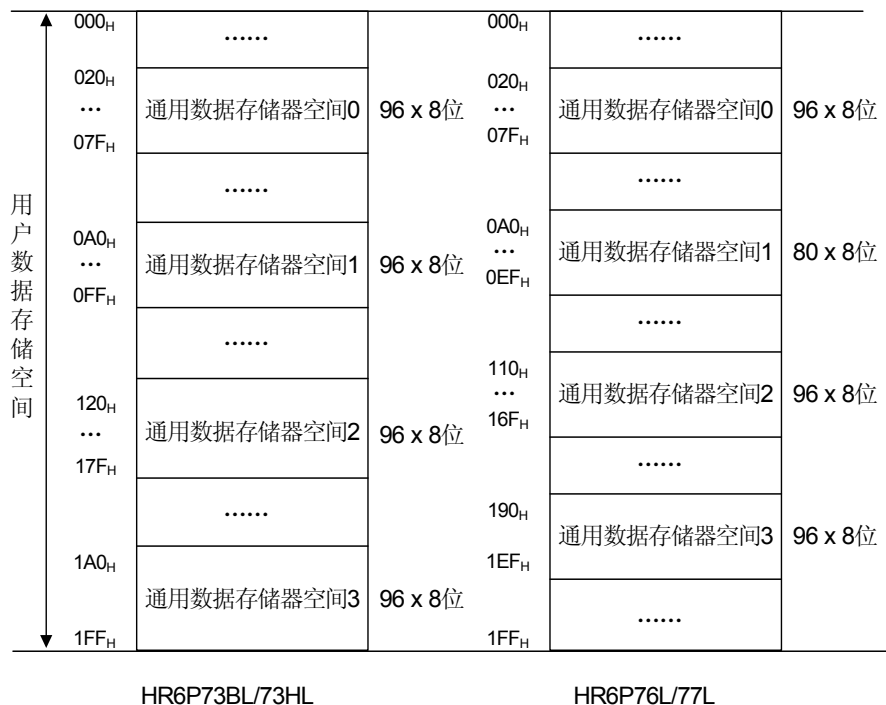 用户数据存储空间
000H
......
020H
...
07FH
通用数据存储器空间0
96 x 8位
......
0A0H
...
0FFH
通用数据存储器空间1
96 x 8位
......
120H
...
17FH
通用数据存储器空间2
96 x 8位
......
1A0H
1FFH
通用数据存储器空间3
96 x 8位
HR6P73BL/73HL
000H
......
020H
...
07FH
通用数据存储器空间0
96 x 8位
......
0A0H
...
0EFH
通用数据存储器空间1
80 x 8位
......
110H
...
16FH
通用数据存储器空间2
96 x 8位
......
190H
1EFH
通用数据存储器空间3
96 x 8位
......
1FFH
HR6P76L/77L